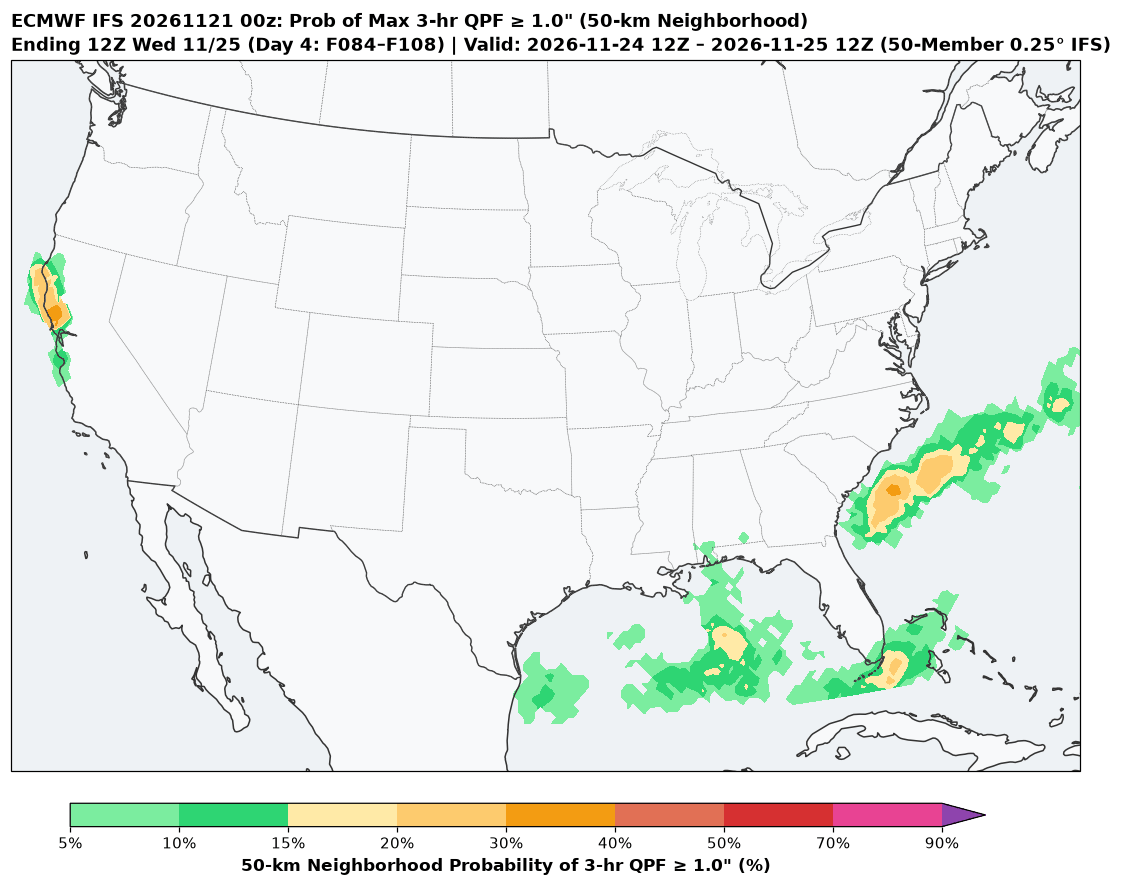 ECMWF IFS 20261121 00z: Prob of Max 3-hr QPF ≥ 1.0" (50-km Neighborhood)
Ending 12Z Wed 11/25 (Day 4: F084–F108) | Valid: 2026-11-24 12Z – 2026-11-25 12Z (50-Member 0.25° IFS)
5% 10% 15% 20% 30% 40% 50% 70% 90%
50-km Neighborhood Probability of 3-hr QPF ≥ 1.0" (%)